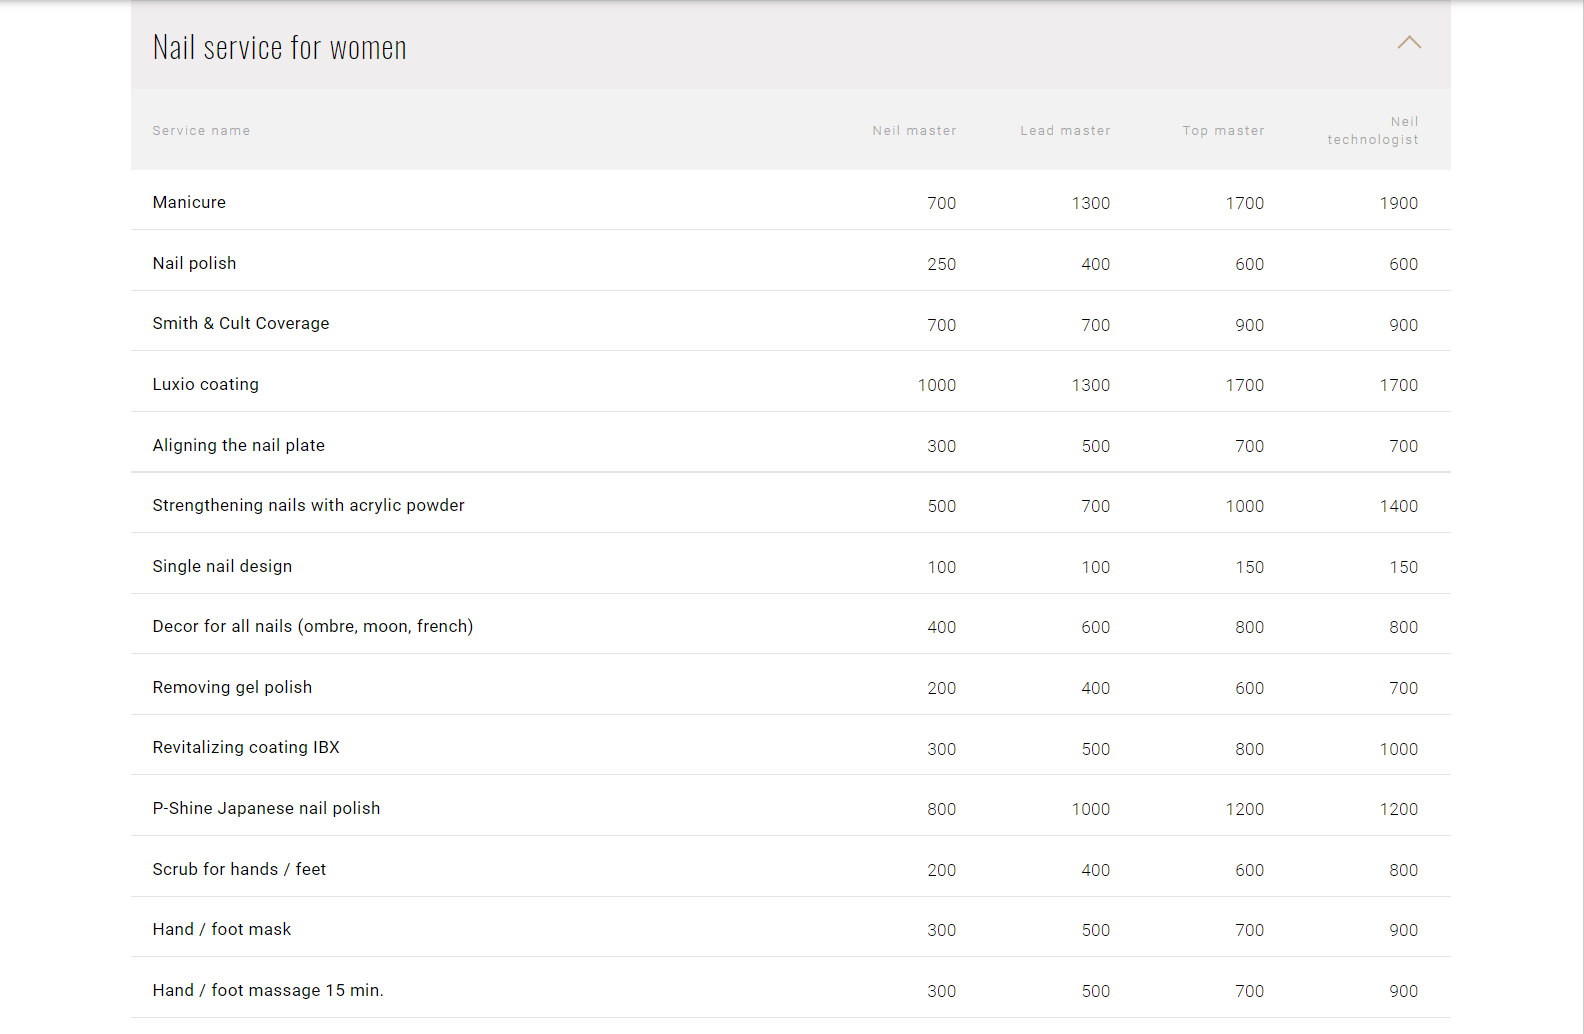 Nail service for women
Service name Neil master Lead master Top master Neil technologist
Manicure 700 1300 1700 1900
Nail polish 250 400 600 600
Smith & Cult Coverage 700 700 900 900
Luxio coating 1000 1300 1700 1700
Aligning the nail plate 300 500 700 700
Strengthening nails with acrylic powder 500 700 1000 1400
Single nail design 100 100 150 150
Decor for all nails (ombre, moon, french) 400 600 800 800
Removing gel polish 200 400 600 700
Revitalizing coating IBX 300 500 800 1000
P-Shine Japanese nail polish 800 1000 1200 1200
Scrub for hands / feet 200 400 600 800
Hand / foot mask 300 500 700 900
Hand / foot massage 15 min. 300 500 700 900